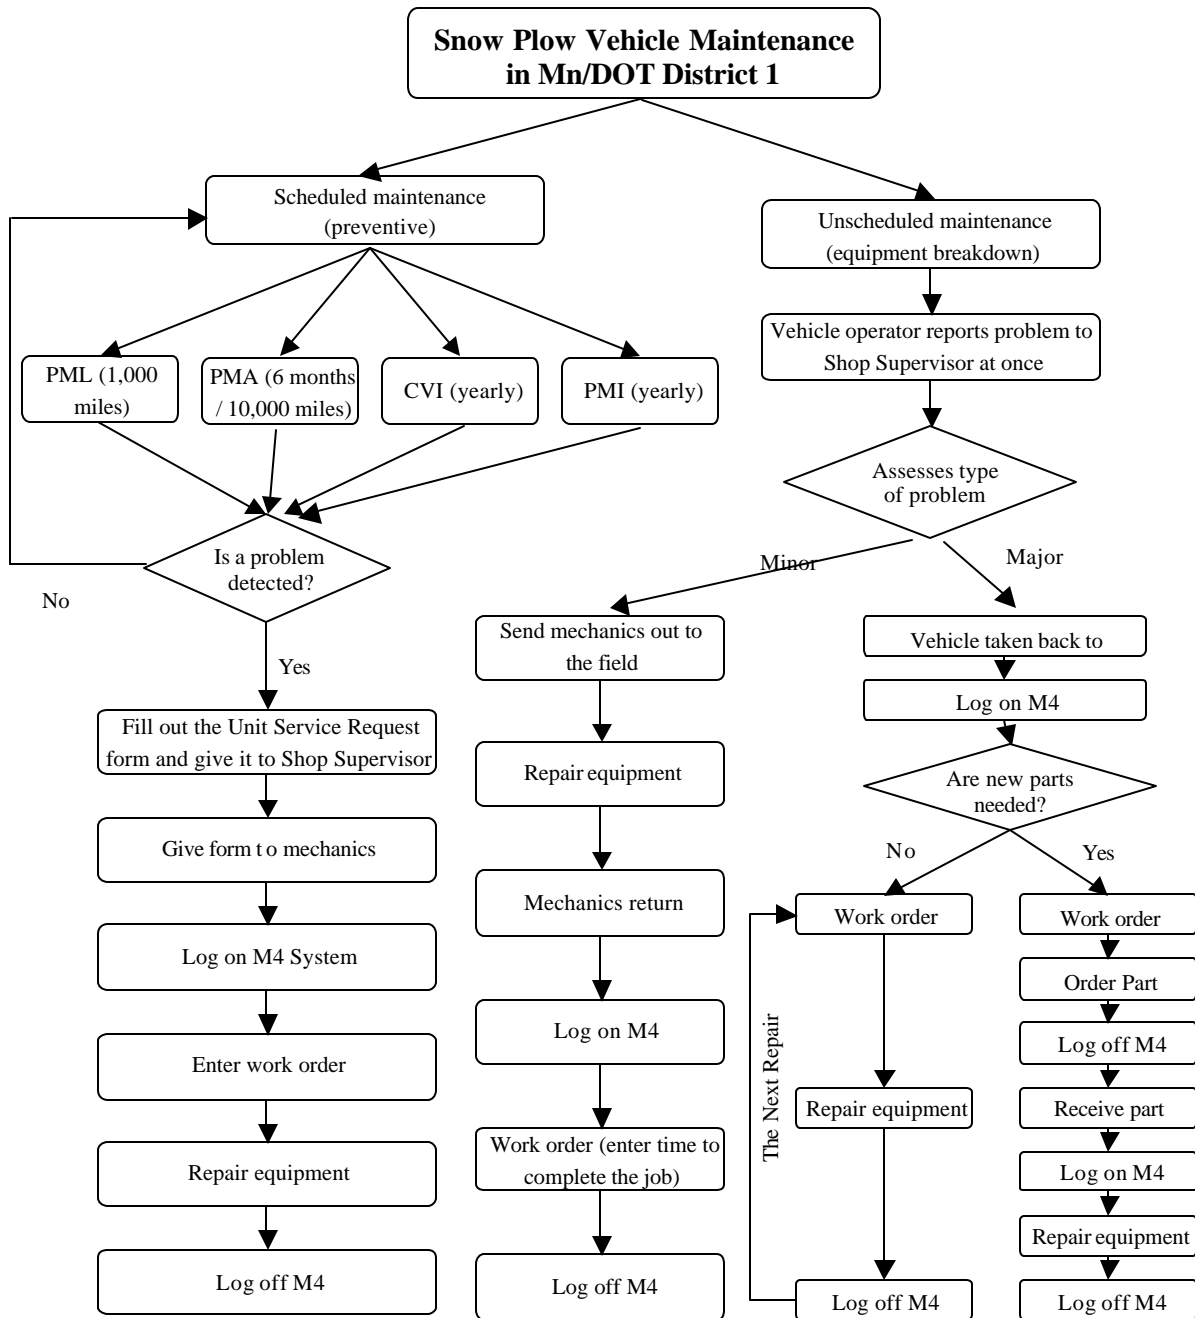 Snow Plow Vehicle Maintenance
in Mn/DOT District 1
Scheduled maintenance
(preventive)
Unscheduled maintenance
(equipment breakdown)
Vehicle operator reports problem to
Shop Supervisor at once
PML (1,000
miles)
PMA (6 months
/ 10,000 miles)
CVI (yearly)
PMI (yearly)
Assesses type
of problem
Is a problem
detected?
No
Yes
Minor
Major
Fill out the Unit Service Request
form and give it to Shop Supervisor
Give form to mechanics
Log on M4 System
Enter work order
Repair equipment
Log off M4
Send mechanics out to
the field
Repair equipment
Mechanics return
Log on M4
Work order (enter time to
complete the job)
Log off M4
Vehicle taken back to
Log on M4
Are new parts
needed?
No
Yes
Work order
Repair equipment
Log off M4
The Next Repair
Work order
Order Part
Log off M4
Receive part
Log on M4
Repair equipment
Log off M4